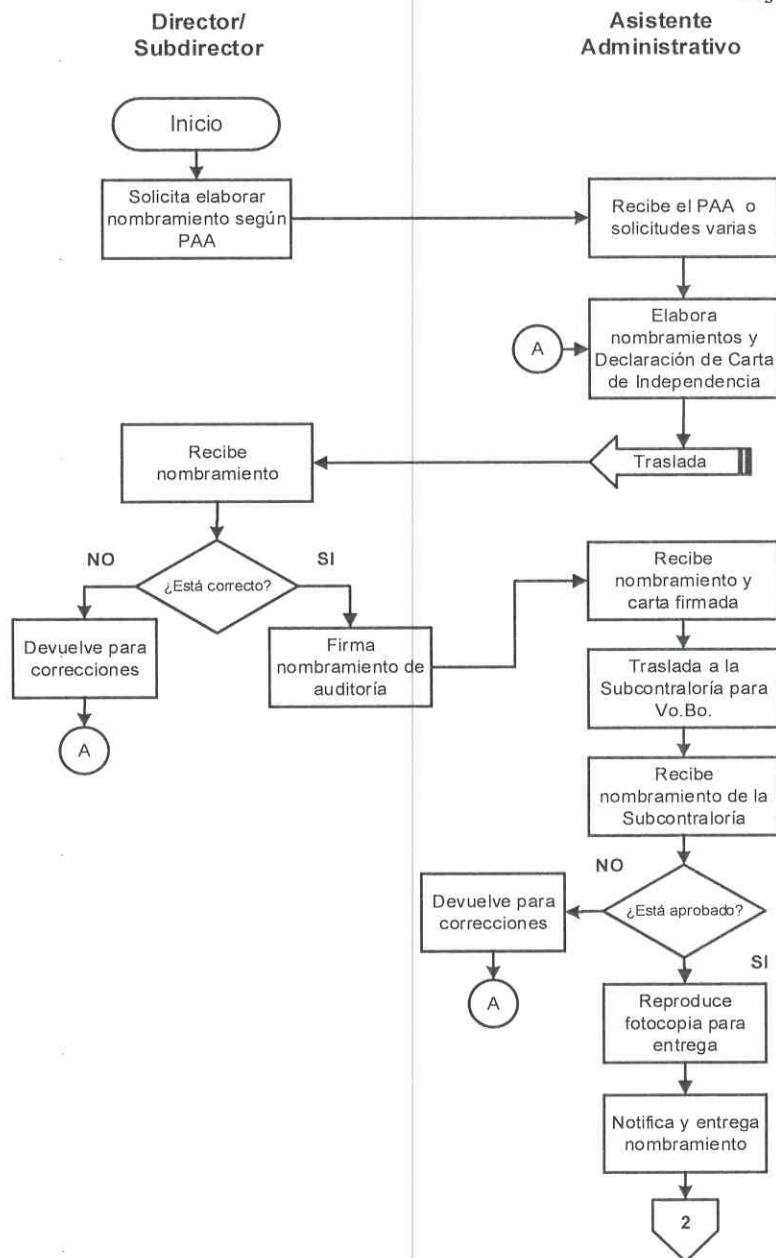 Director/
Subdirector
Asistente
Administrativo
Inicio
Solicita elaborar
nombramiento según
PAA
Recibe el PAA o
solicitudes varias
A
Elabora
nombramientos y
Declaración de Carta
de Independencia
Traslada
Recibe
nombramiento
NO
¿Está correcto?
SI
Devuelve para
correcciones
A
Firma
nombramiento de
auditoría
Recibe
nombramiento y
carta firmada
Traslada a la
Subcontraloría para
Vo.Bo.
Recibe
nombramiento de la
Subcontraloría
NO
¿Está aprobado?
SI
Devuelve para
correcciones
A
Reproduce
fotocopia para
entrega
Notifica y entrega
nombramiento
2